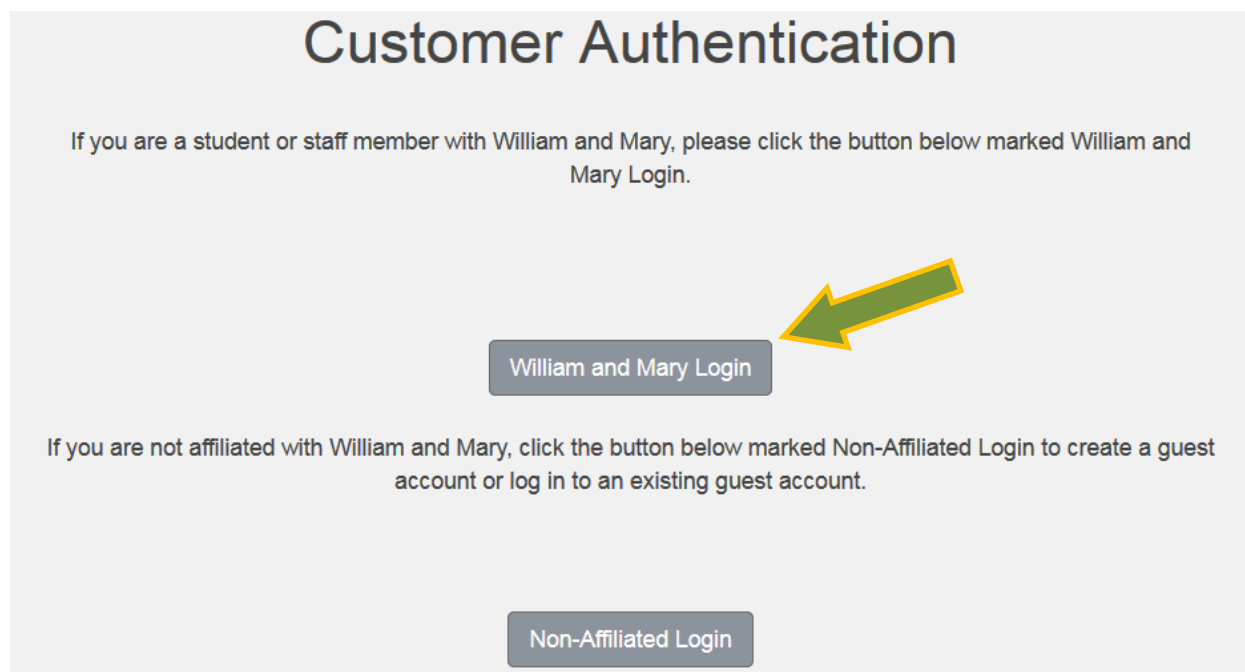 Customer Authentication
If you are a student or staff member with William and Mary, please click the button below marked William and
Mary Login.
William and Mary Login
If you are not affiliated with William and Mary, click the button below marked Non-Affiliated Login to create a guest
account or log in to an existing guest account.
Non-Affiliated Login